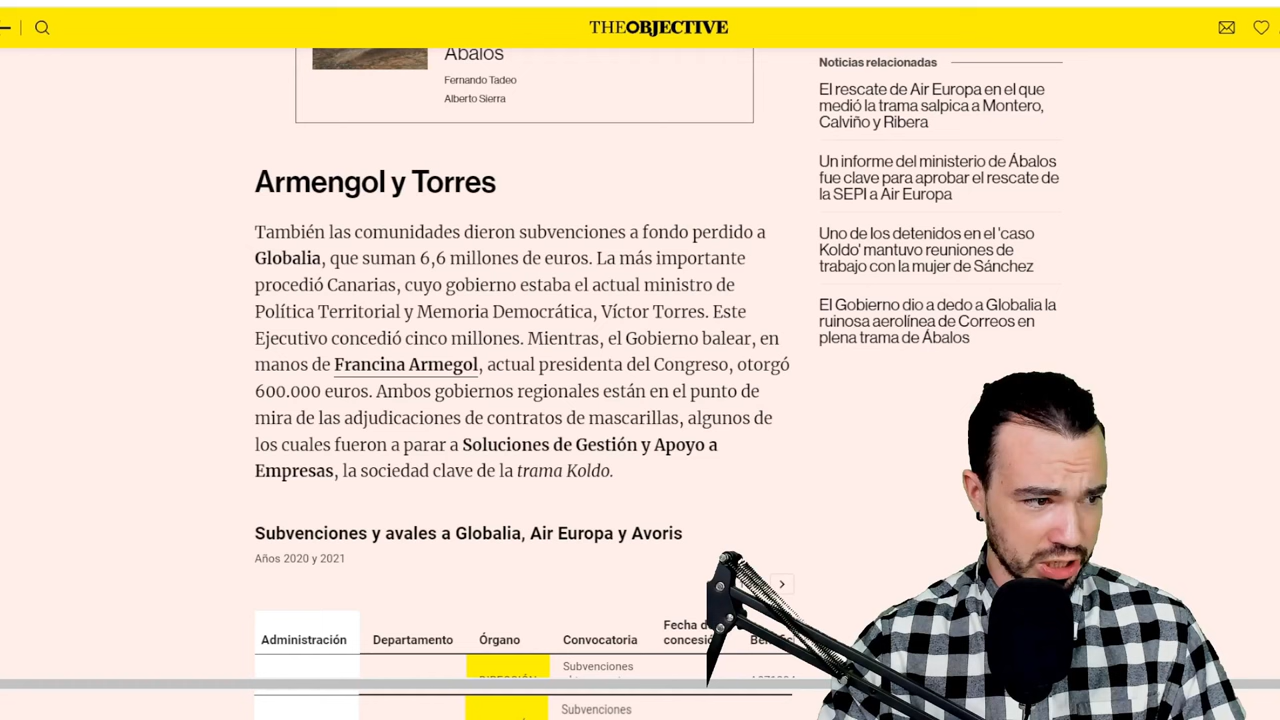 THEOBJECTIVE
Ábalos
Fernando Tadeo
Alberto Sierra
Armengol y Torres
También las comunidades dieron subvenciones a fondo perdido a
Globalia, que suman 6,6 millones de euros. La más importante
procedió Canarias, cuyo gobierno estaba el actual ministro de
Política Territorial y Memoria Democrática, Víctor Torres. Este
Ejecutivo concedió cinco millones. Mientras, el Gobierno balear, en
manos de Francina Armegol, actual presidenta del Congreso, otorgó
600.000 euros. Ambos gobiernos regionales están en el punto de
mira de las adjudicaciones de contratos de mascarillas, algunos de
los cuales fueron a parar a Soluciones de Gestión y Apoyo a
Empresas, la sociedad clave de la trama Koldo.
Subvenciones y avales a Globalia, Air Europa y Avoris
Años 2020 y 2021
Administración Departamento Órgano Convocatoria Fecha
Subvenciones
Subvenciones
Noticias relacionadas
El rescate de Air Europa en el que
medió la trama salpica a Montero,
Calviño y Ribera
Un informe del ministerio de Ábalos
fue clave para aprobar el rescate de
la SEPI a Air Europa
Uno de los detenidos en el 'caso
Koldo' mantuvo reuniones de
trabajo con la mujer de Sánchez
El Gobierno dio a dedo a Globalia la
ruinosa aerolínea de Correos en
plena trama de Ábalos